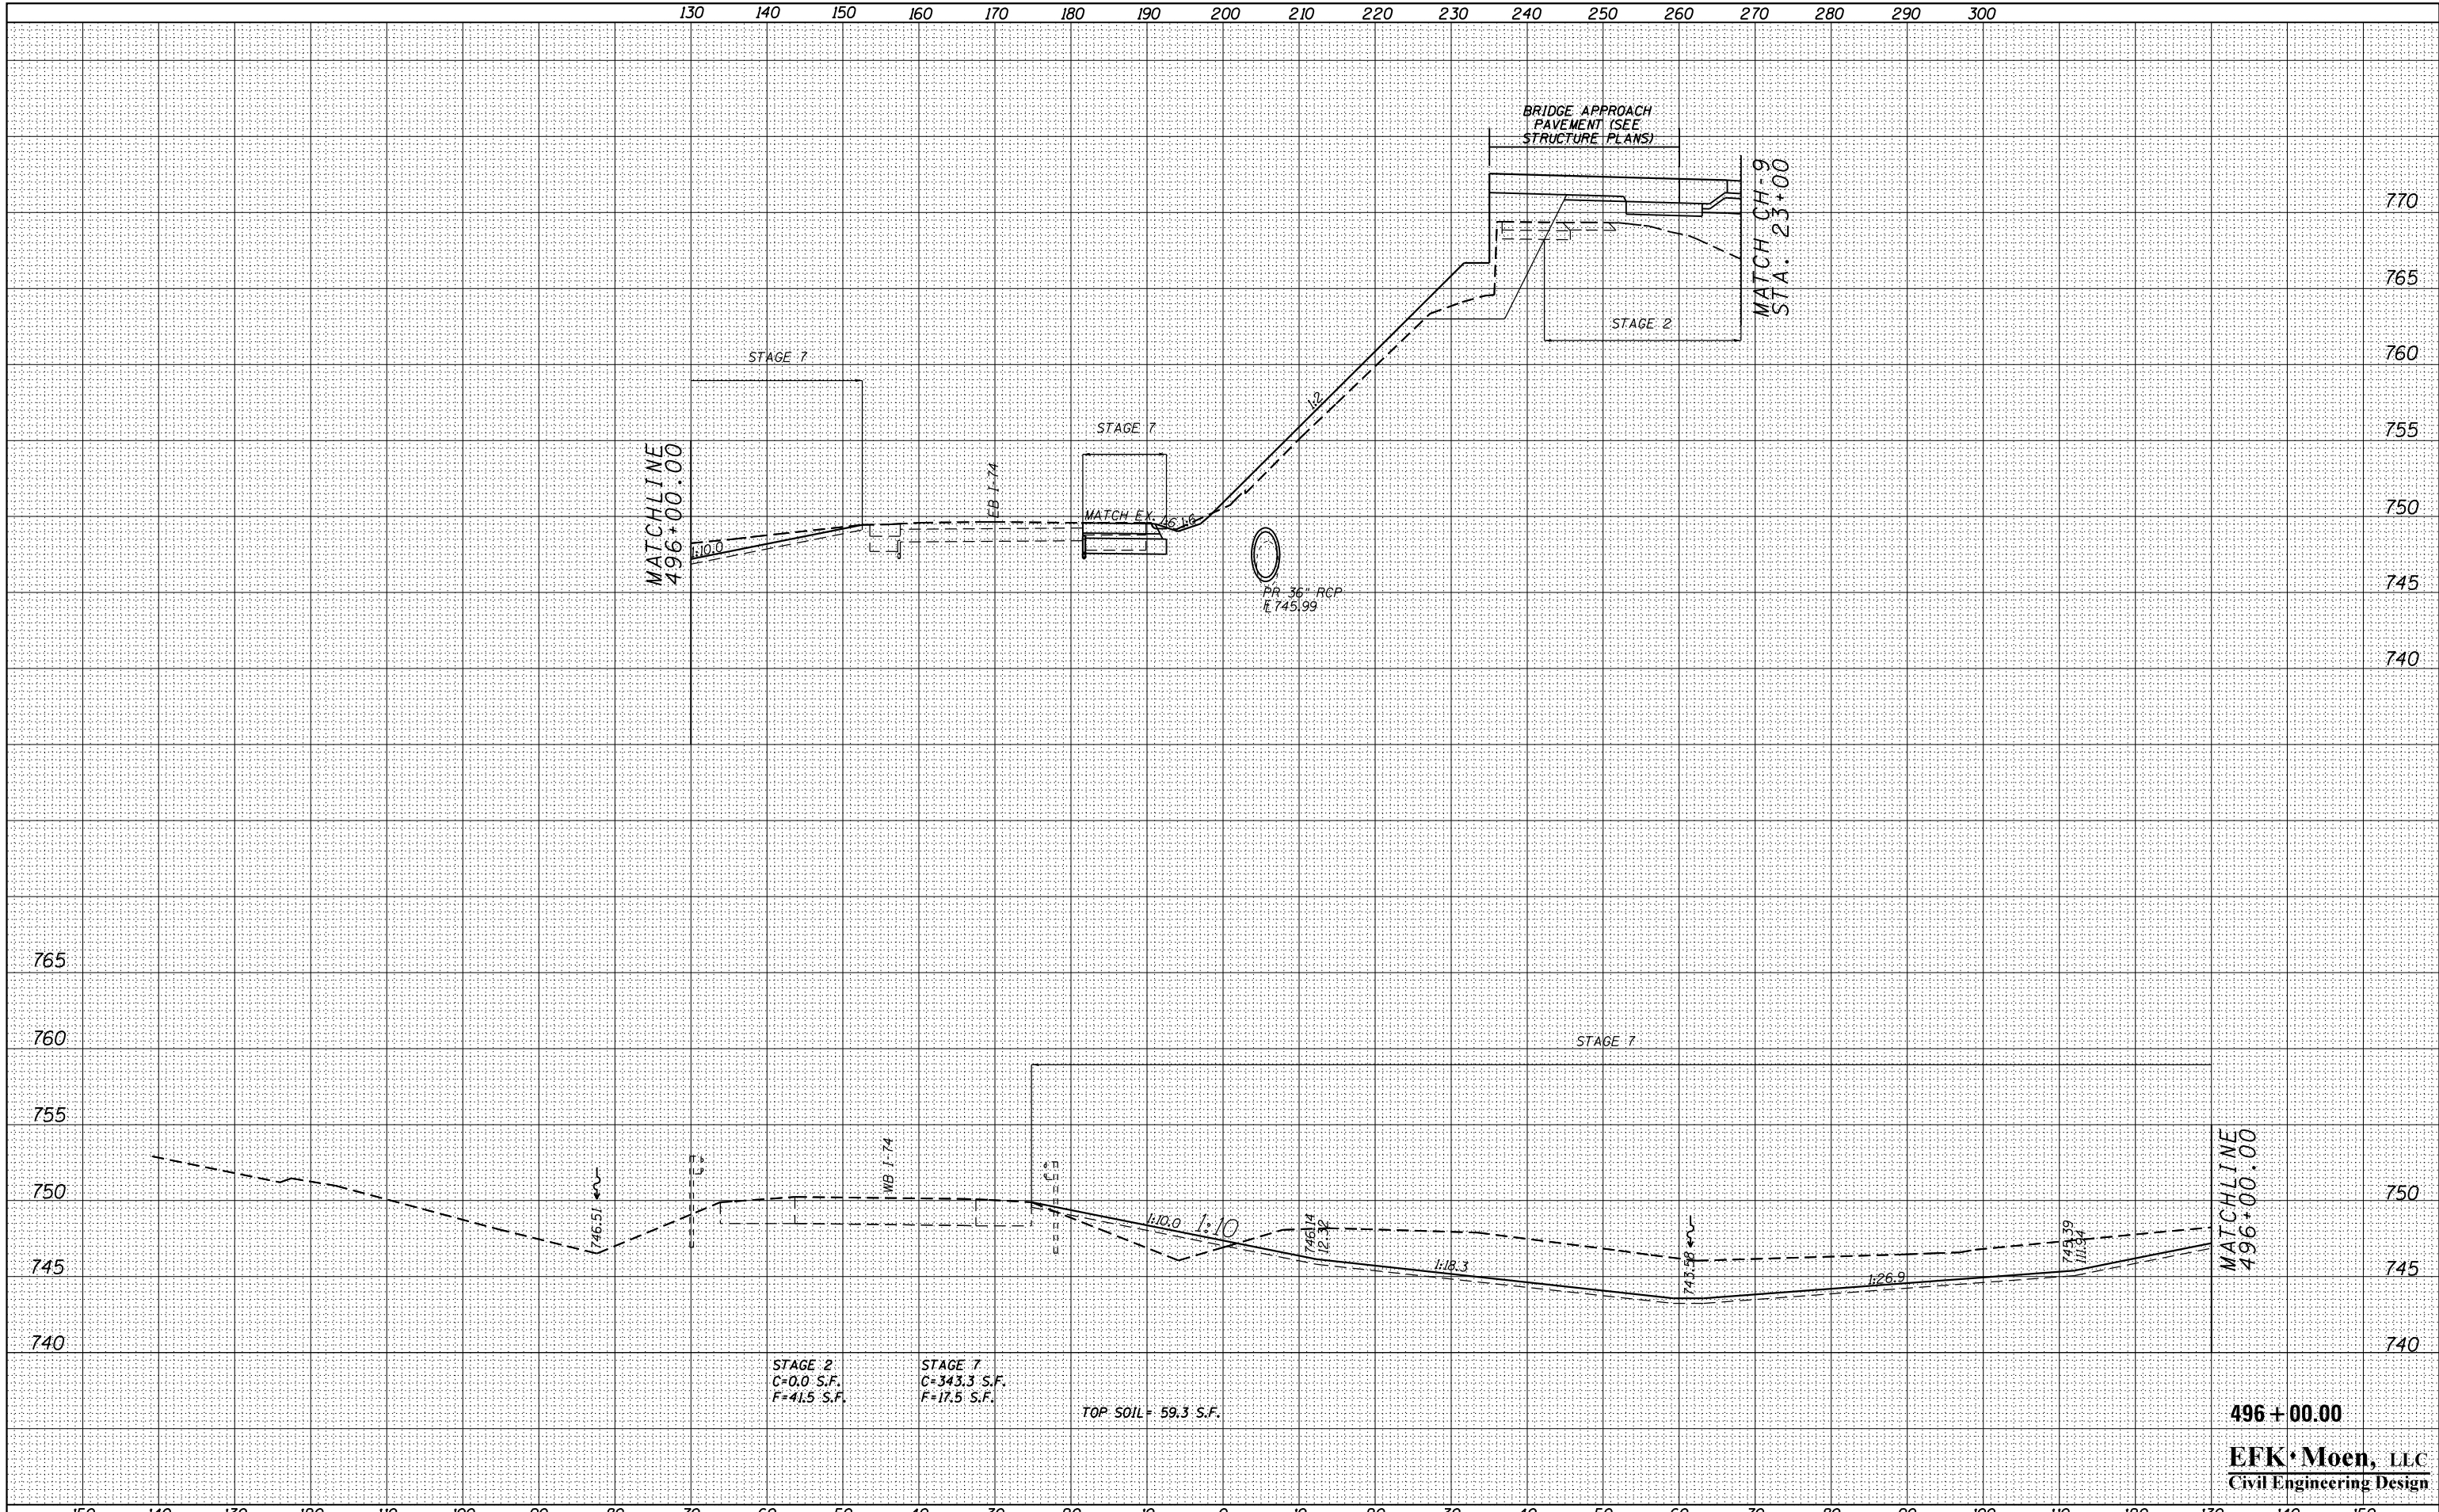 130 140 150 160 170 180 190 200 210 220 230 240 250 260 270 280 290 300
BRIDGE APPROACH
PAVEMENT (SEE
STRUCTURE PLANS)
MATCH CH-9
STA. 23+00
770
765
STAGE 2
STAGE 7
760
1:2
755
STAGE 7
MATCHLINE
496+00.00
EB I-74
MATCH EX.
1:6
750
1:10.0
PR 36" RCP
745.99
745
740
765
760
STAGE 7
755
MATCHLINE
496+00.00
WB I-74
750
750
746.51
1:10.0
1:10
746.14
12.32
743.58
745.39
111.94
745
1:18.3
1:26.9
745
740
740
STAGE 2
C=0.0 S.F.
F=41.5 S.F.
STAGE 7
C=343.3 S.F.
F=17.5 S.F.
TOP SOIL= 59.3 S.F.
496+00.00
EFK•Moen, LLC
Civil Engineering Design